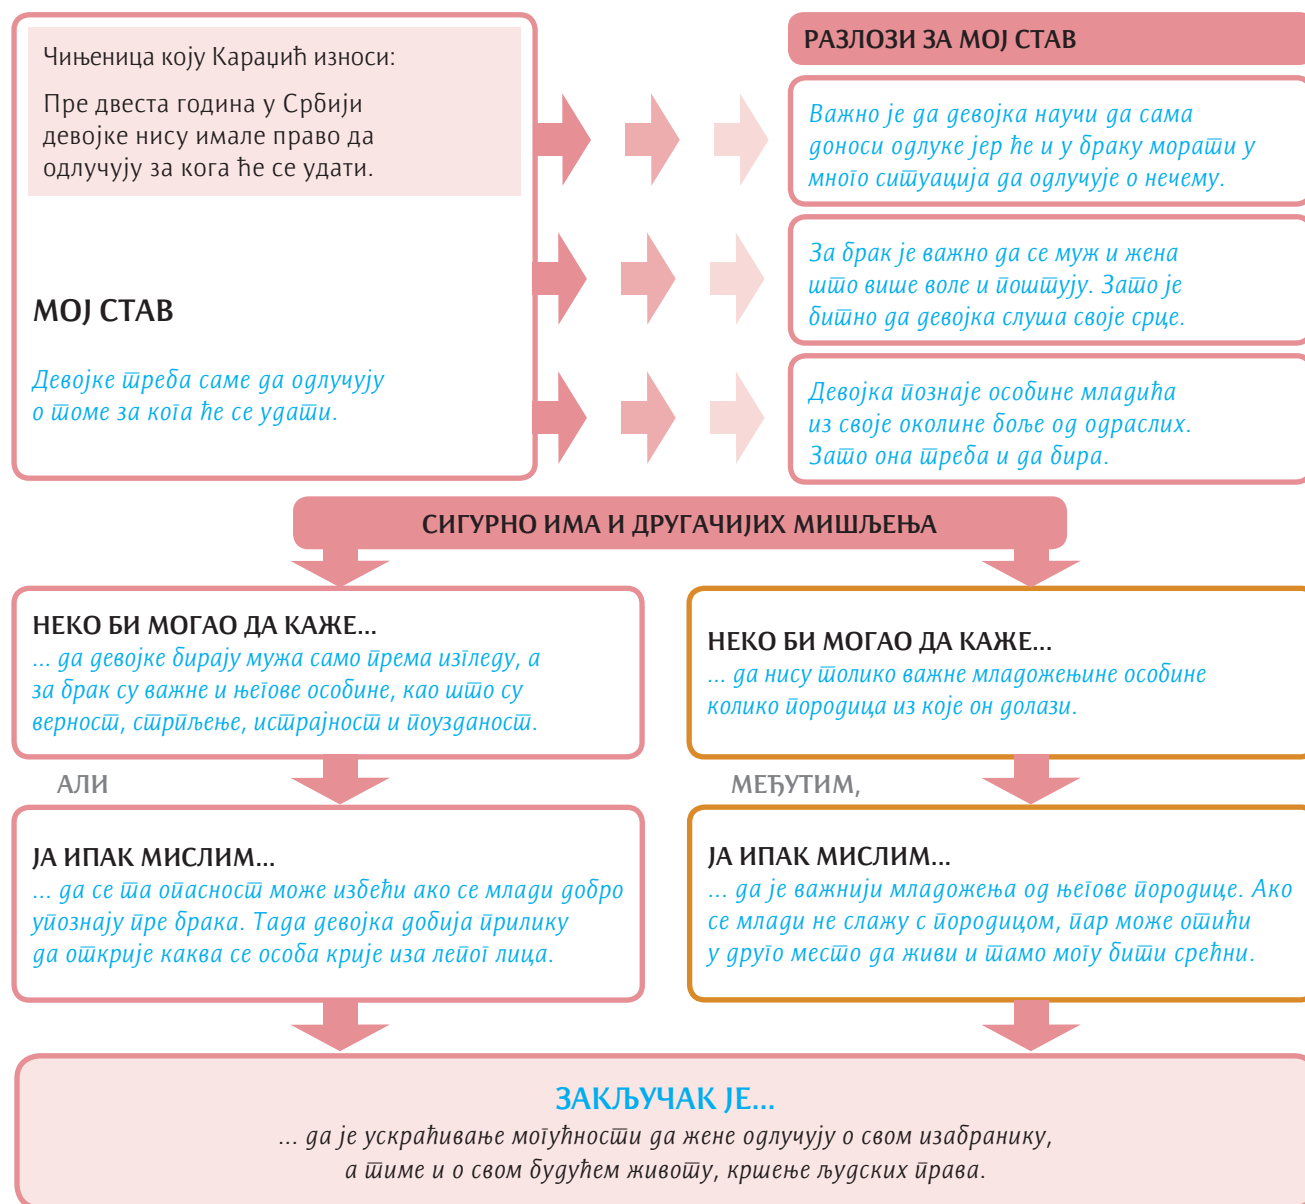 Чињеница коју Караџић износи:
Пре двеста година у Србији
девојке нису имале право да
одлучују за кога ће се удати.
МОЈ СТАВ
Девојке треба саме да одлучују
о томе за кога ће се удати.
РАЗЛОЗИ ЗА МОЈ СТАВ
Важно је да девојка научи да сама
доноси одлуке јер ће и у браку морати у
много ситуација да одлучује о нечему.
За брак је важно да се муж и жена
што више воле и поштују. Зато је
битно да девојка слуша своје срце.
Девојка познаје особине младића
из своје околине боље од одраслих.
Зато она треба и да бира.
СИГУРНО ИМА И ДРУГАЧИЈИХ МИШЉЕЊА
НЕКО БИ МОГАО ДА КАЖЕ...
... да девојке бирају мужа само према изгледу, а
за брак су важне и његове особине, као што су
верност, стрпљење, истрајност и поузданост.
АЛИ
ЈА ИПАК МИСЛИМ...
... да се та опасност може избећи ако се млади добро
упознају пре брака. Тада девојка добија прилику
да открије каква се особа крије иза лепог лица.
НЕКО БИ МОГАО ДА КАЖЕ...
... да нису толико важне младожењине особине
колико породица из које он долази.
МЕЂУТИМ,
ЈА ИПАК МИСЛИМ...
... да је важнији младожења од његове породице. Ако
се млади не слажу с породицом, пар може отићи
у друго место да живи и тамо могу бити срећни.
ЗАКЉУЧАК ЈЕ...
... да је ускраћивање могућности да жене одлучују о свом изабранику,
а тиме и о свом будућем животу, кршење људских права.